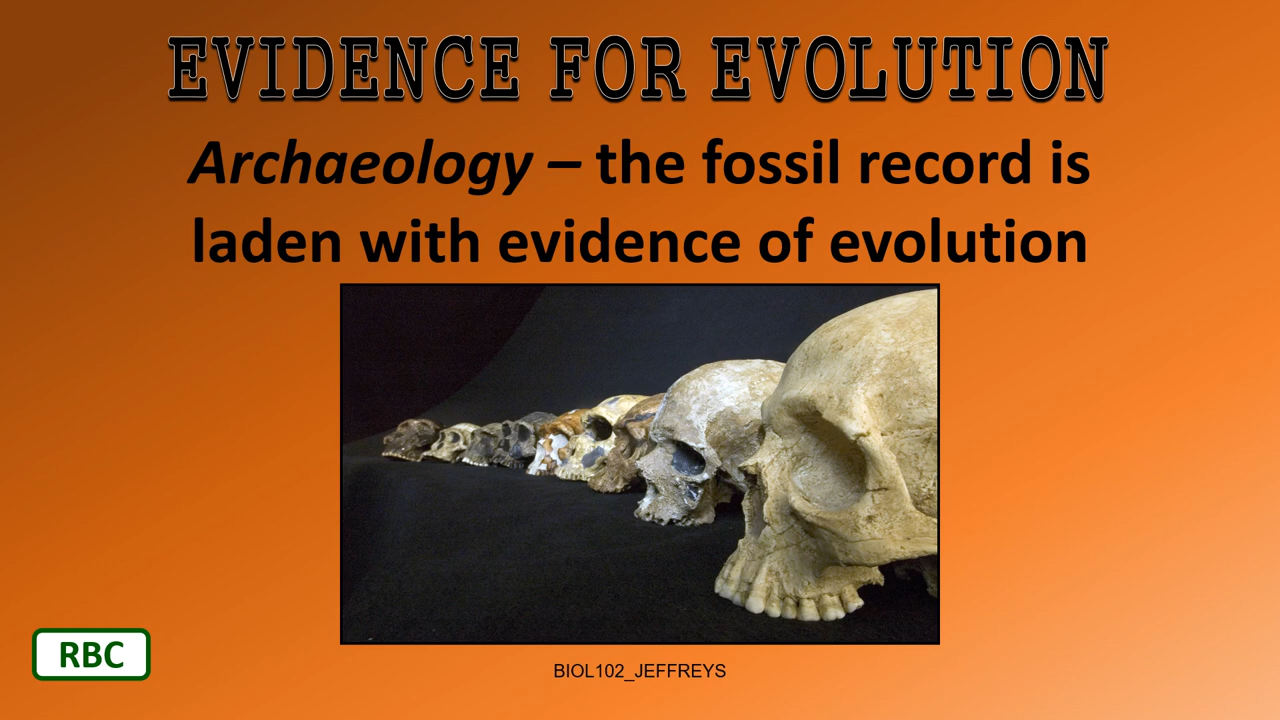 EVIDENCE FOR EVOLUTION
Archaeology – the fossil record is
laden with evidence of evolution
RBC
BIOL102_JEFFREYS